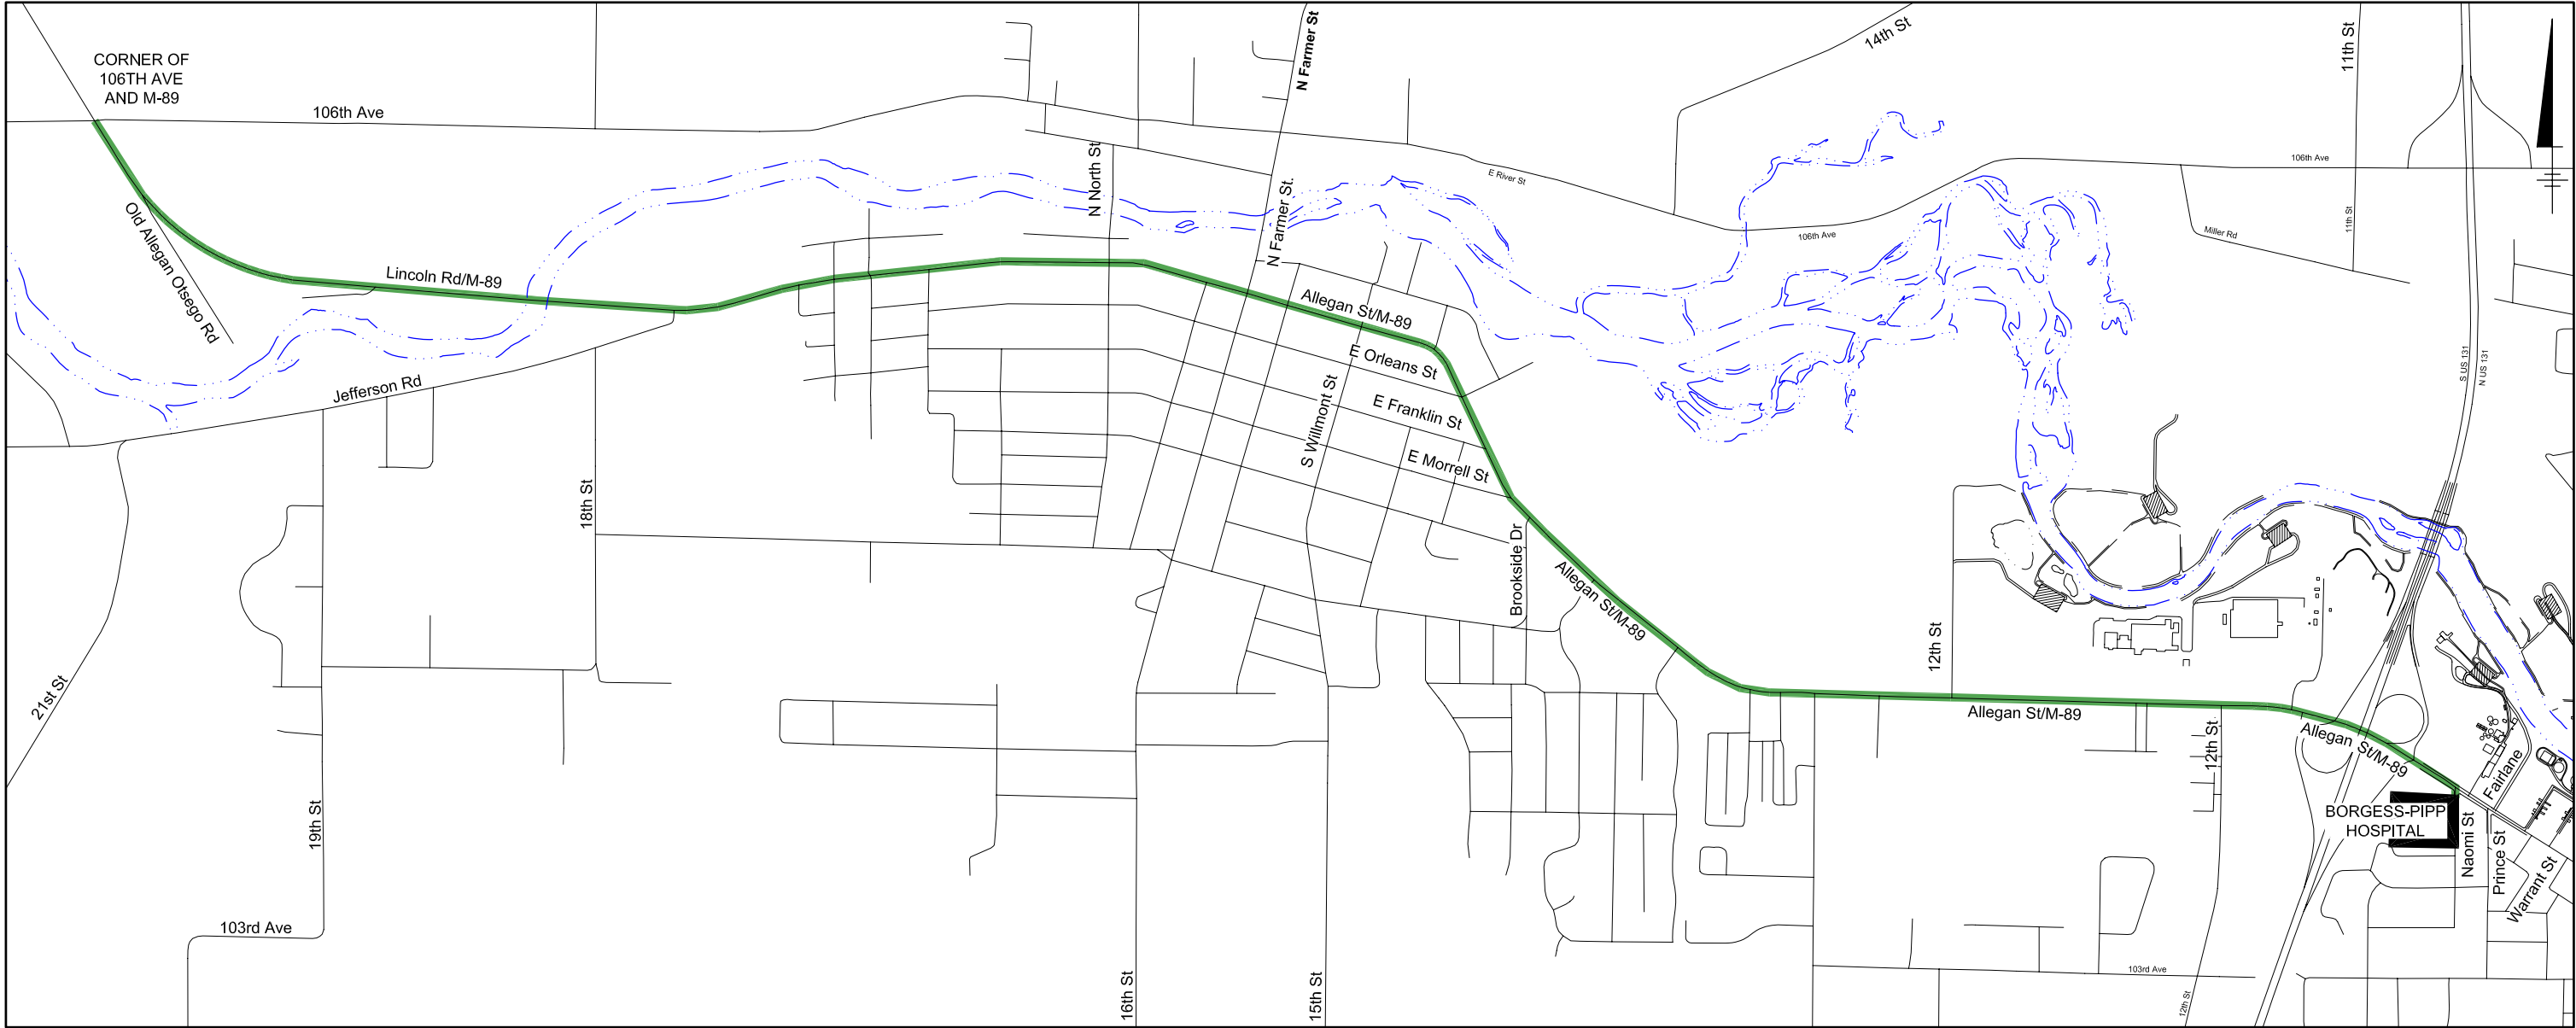 CORNER OF
106TH AVE
AND M-89
106th Ave
N Farmer St
14th St
11th St
Old Allegan Otsego Rd
Lincoln Rd/M-89
N North St
N Farmer St.
E River St
106th Ave
106th Ave
11th St
Miller Rd
Jefferson Rd
Allegan St/M-89
E Orleans St
E Franklin St
E Morrell St
S Willmont St
S US 131
N US 131
18th St
Brookside Dr
Allegan St/M-89
12th St
21st St
Allegan St/M-89
12th St
Allegan St/M-89
Fairlane
19th St
BORGESS-PIPP
HOSPITAL
Naomi St
Prince St
Warrant St
103rd Ave
16th St
15th St
103rd Ave
12th St